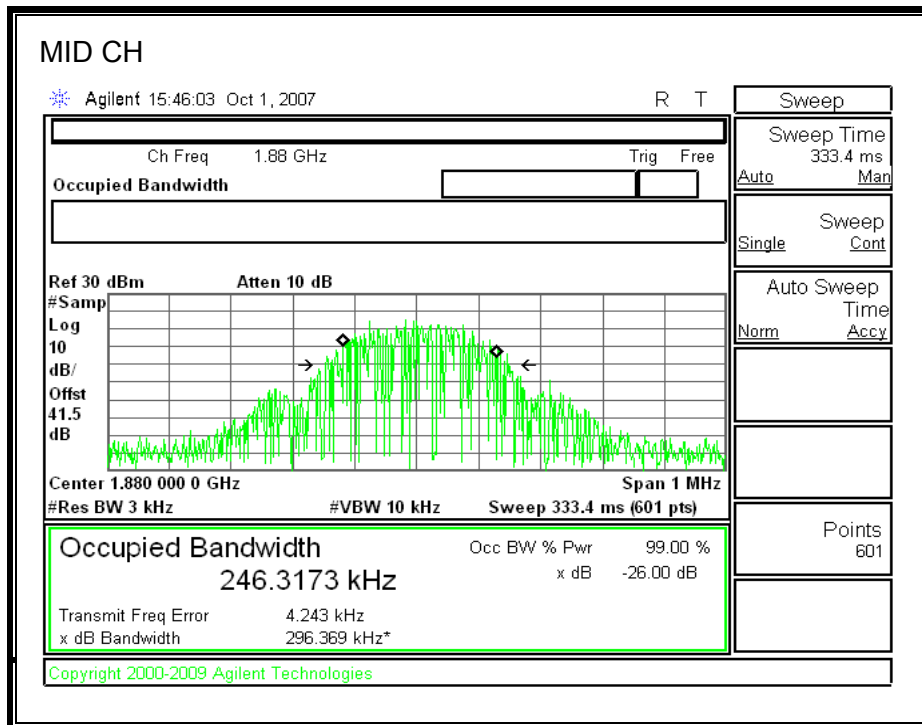 MID CH
Agilent 15:46:03 Oct 1, 2007 R T
Ch Freq 1.88 GHz Trig Free
Occupied Bandwidth
Ref 30 dBm Atten 10 dB
#Samp
Log
10
dB/
Offst
41.5
dB
Center 1.880 000 0 GHz Span 1 MHz
#Res BW 3 kHz #VBW 10 kHz Sweep 333.4 ms (601 pts)
Occupied Bandwidth Occ BW % Pwr 99.00 %
246.3173 kHz x dB -26.00 dB
Transmit Freq Error 4.243 kHz
x dB Bandwidth 296.369 kHz*
Copyright 2000-2009 Agilent Technologies
Sweep
Sweep Time
333.4 ms
Auto Man
Sweep
Single Cont
Auto Sweep
Time
Norm Accy
Points
601